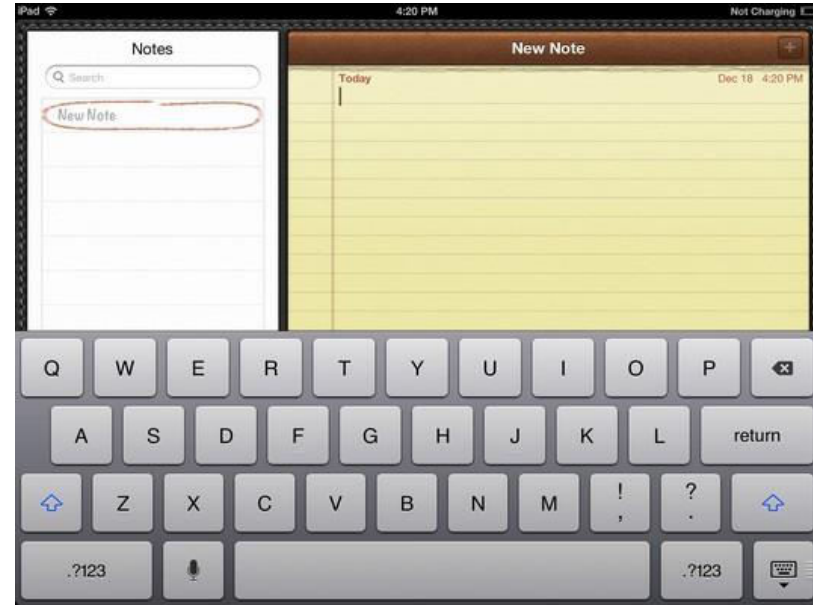 iPad 4:20 PM Not Charging
Notes
New Note
+
Search
Today Dec 18 4:20 PM
New Note
Q W E R T Y U I O P
A S D F G H J K L return
Z X C V B N M ! , ? .
.?123 .?123